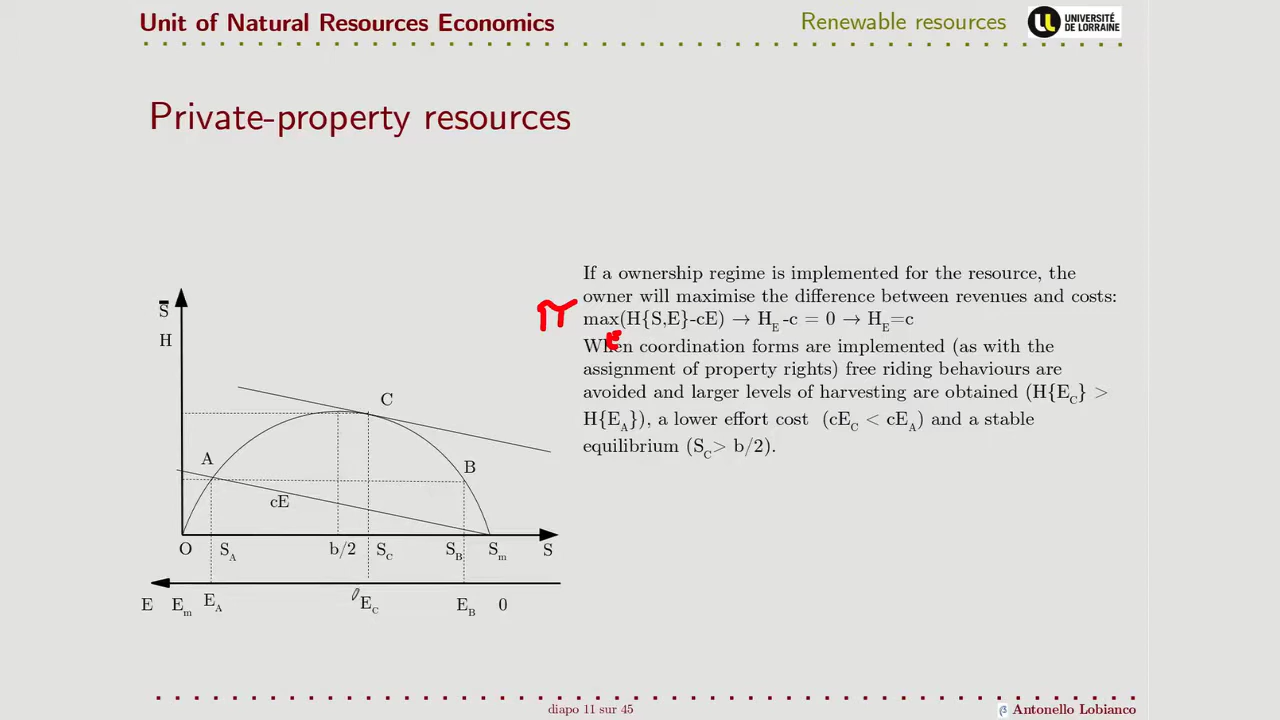 Unit of Natural Resources Economics
Renewable resources
UNIVERSITÉ
DE LORRAINE
Private-property resources
If a ownership regime is implemented for the resource, the
owner will maximise the difference between revenues and costs:
π max(H{S,E}-cE) → H_E -c = 0 → H_E=c
E
When coordination forms are implemented (as with the
assignment of property rights) free riding behaviours are
avoided and larger levels of harvesting are obtained (H{E_C} >
H{E_A}), a lower effort cost (cE_C < cE_A) and a stable
equilibrium (S_C> b/2).
S̅
H
C
A
B
cE
O S_A b/2 S_C S_B S_m S
E E_m E_A E_C E_B 0
diapo 11 sur 45
β Antonello Lobianco